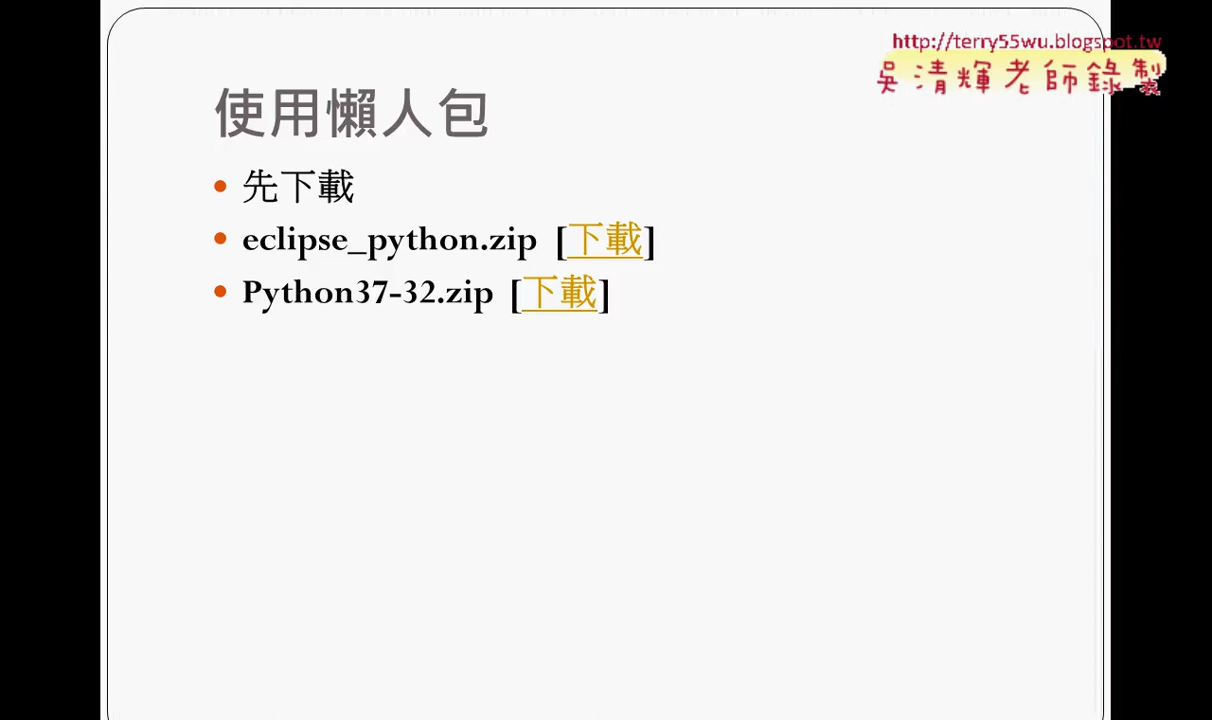 http://terry55wu.blogspot.tw
吳清輝老師錄製
使用懶人包
先下載
eclipse_python.zip [下載]
Python37-32.zip [下載]